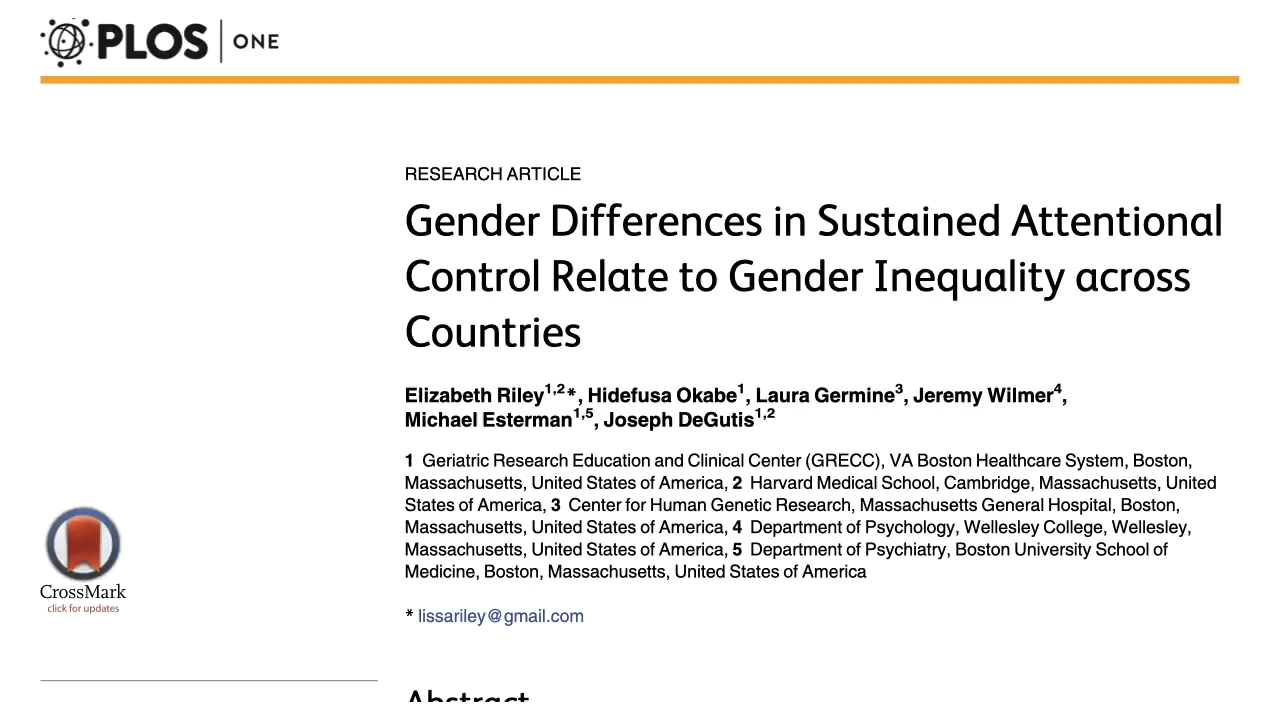 PLOS | ONE
RESEARCH ARTICLE
Gender Differences in Sustained Attentional
Control Relate to Gender Inequality across
Countries
Elizabeth Riley1,2*, Hidefusa Okabe1, Laura Germine3, Jeremy Wilmer4,
Michael Esterman1,5, Joseph DeGutis1,2
1 Geriatric Research Education and Clinical Center (GRECC), VA Boston Healthcare System, Boston,
Massachusetts, United States of America, 2 Harvard Medical School, Cambridge, Massachusetts, United
States of America, 3 Center for Human Genetic Research, Massachusetts General Hospital, Boston,
Massachusetts, United States of America, 4 Department of Psychology, Wellesley College, Wellesley,
Massachusetts, United States of America, 5 Department of Psychiatry, Boston University School of
Medicine, Boston, Massachusetts, United States of America
* lissariley@gmail.com
CrossMark
click for updates
Abstract